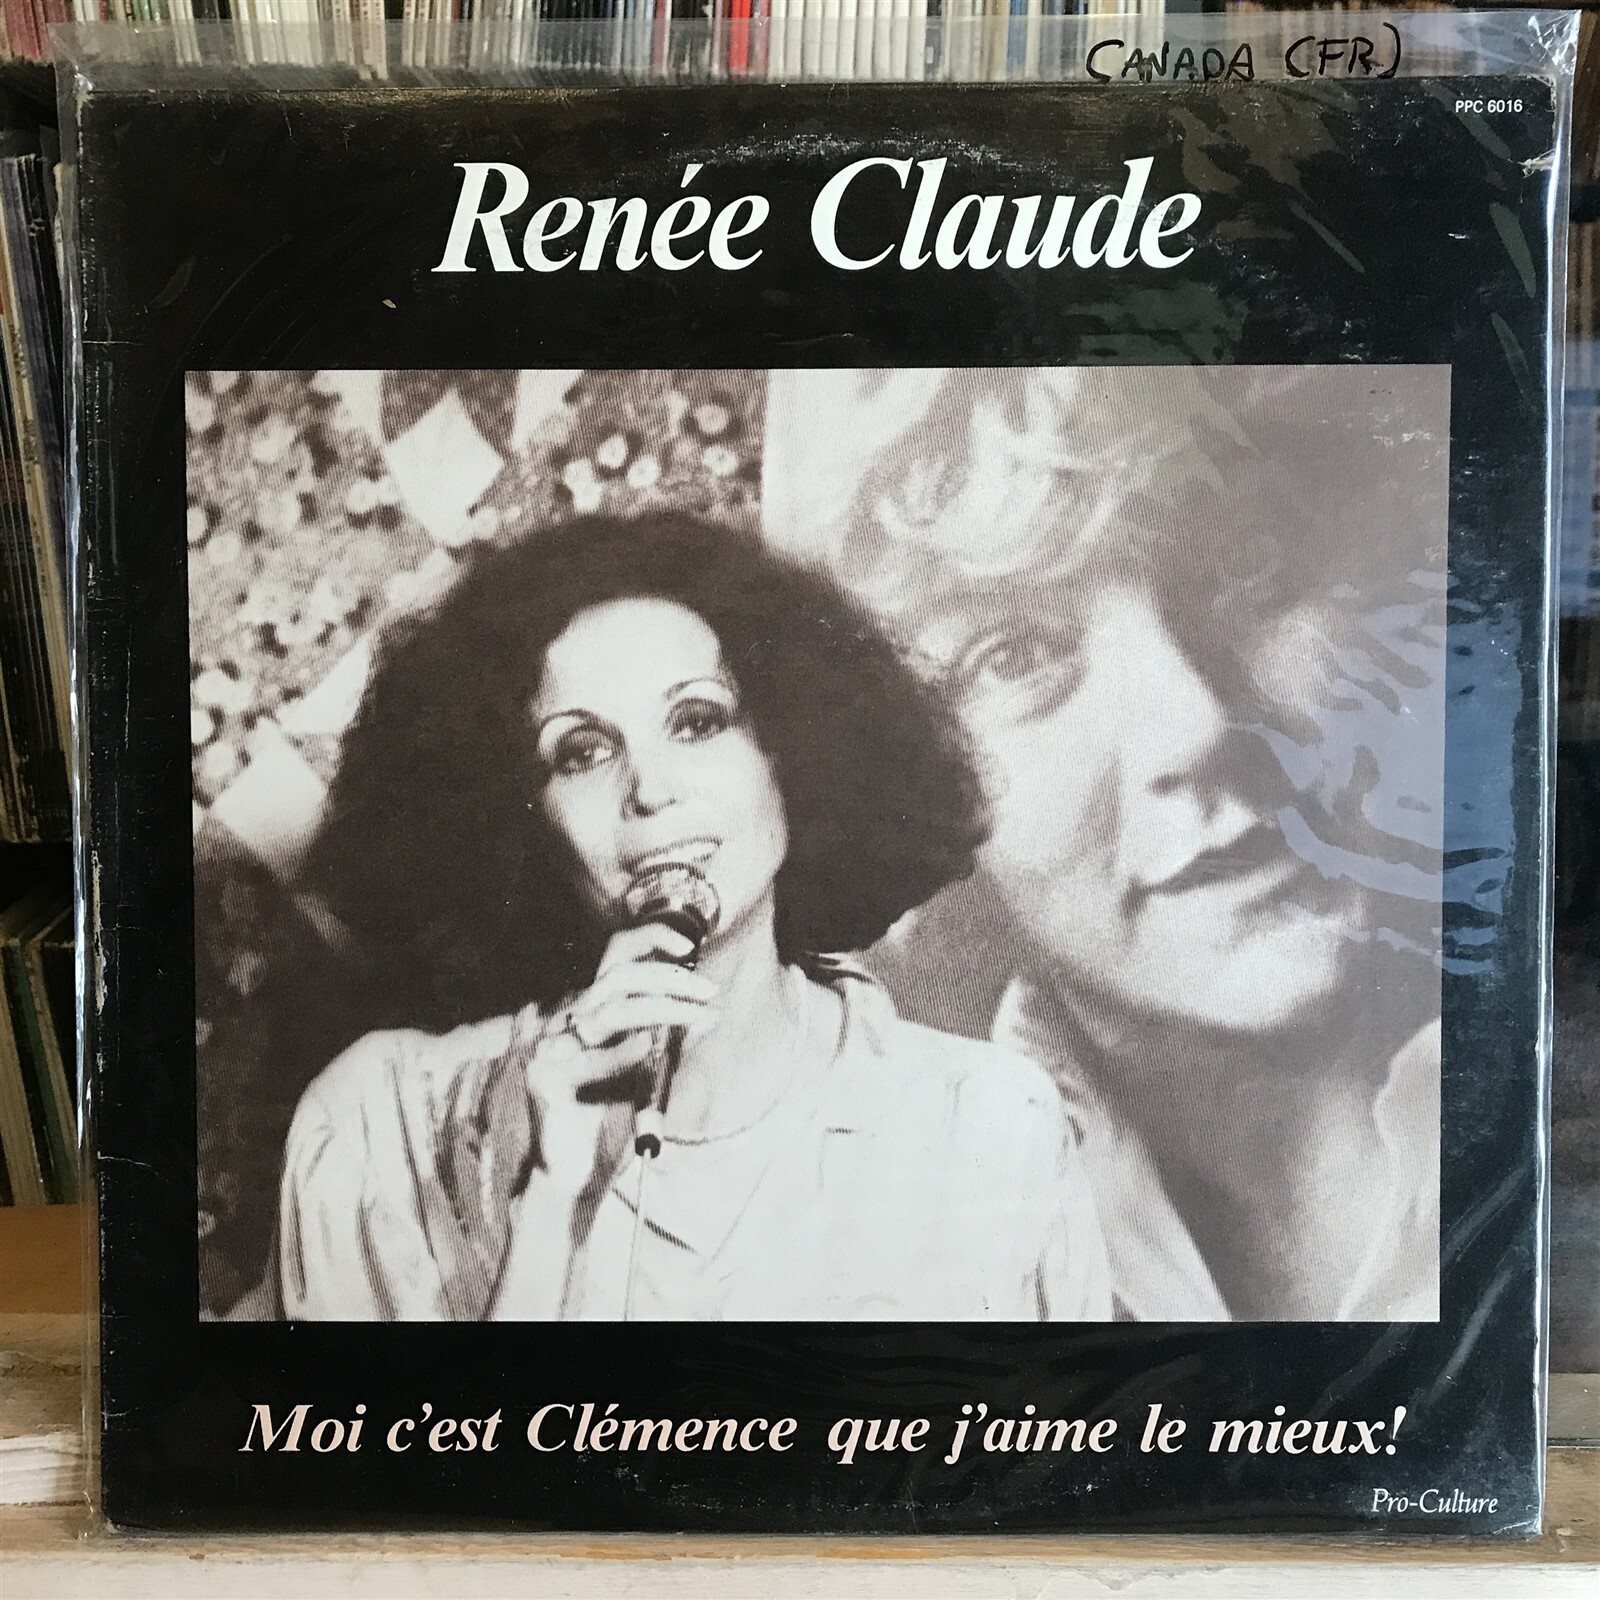 CANADA (FR)
PPC 6016
Renée Claude
Moi c'est Clémence que j'aime le mieux!
Pro-Culture